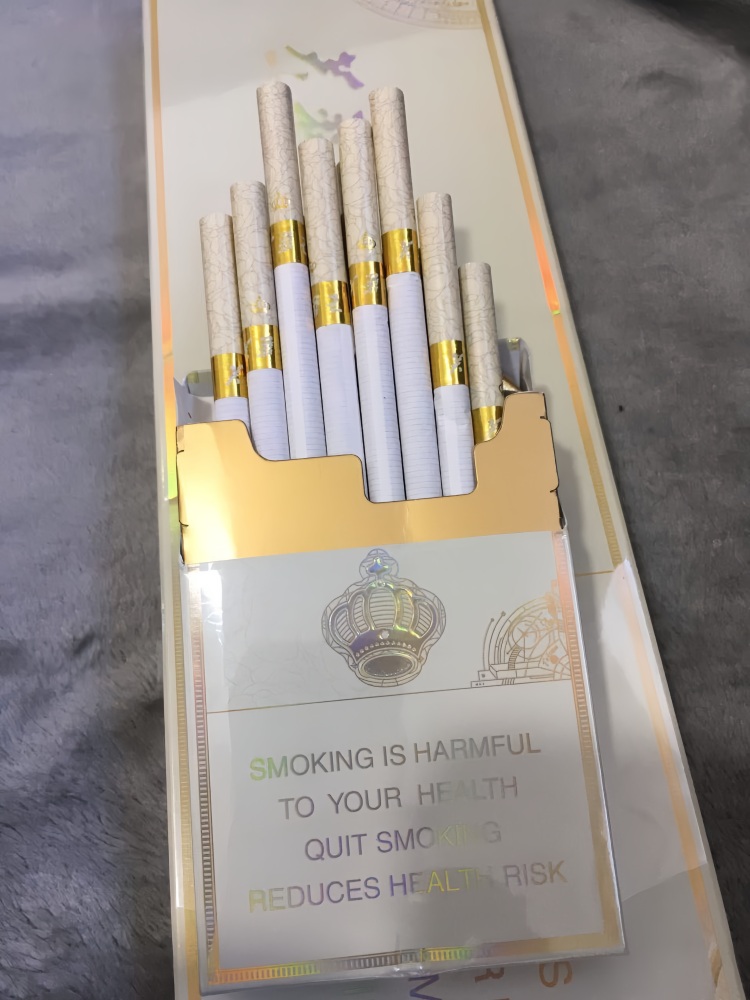 SMOKING IS HARMFUL
TO YOUR HEALTH
QUIT SMOKING
REDUCES HEALTH RISK